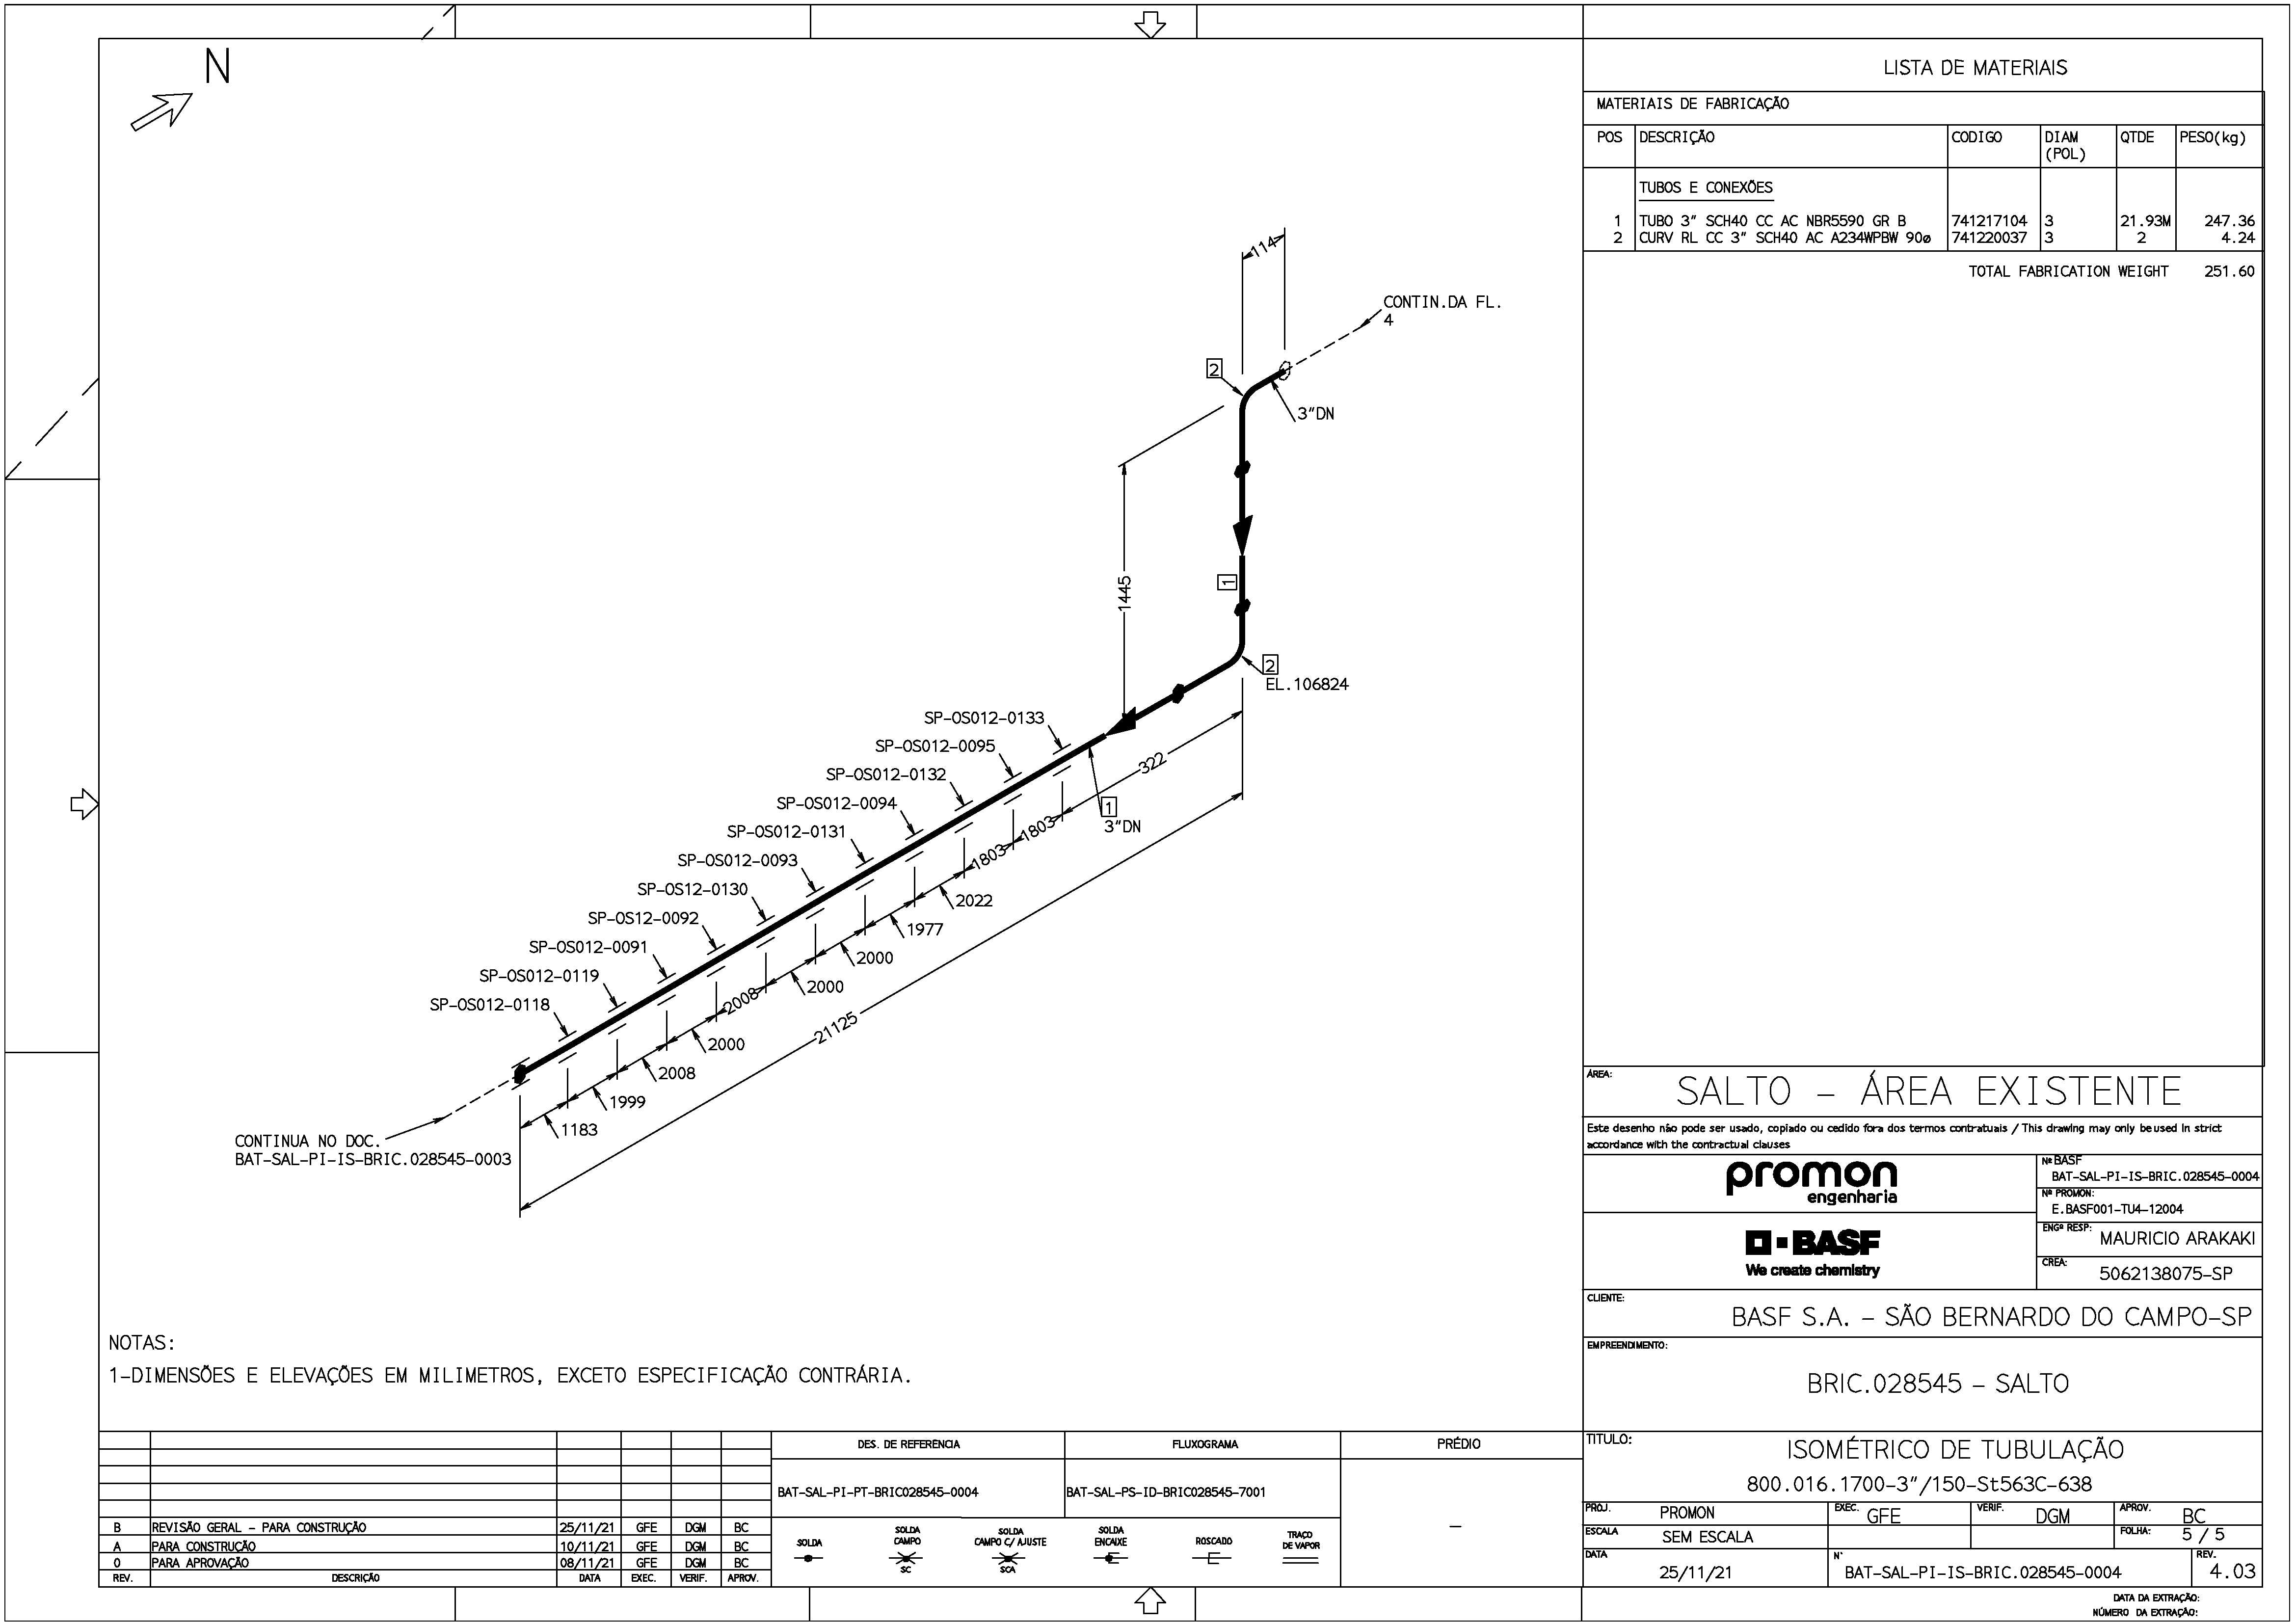 N
LISTA DE MATERIAIS
MATERIAIS DE FABRICAÇÃO
POS DESCRIÇÃO CODIGO DIAM (POL) QTDE PESO(kg)
TUBOS E CONEXÕES
1 TUBO 3" SCH40 CC AC NBR5590 GR B 741217104 3 21.93M 247.36
2 CURV RL CC 3" SCH40 AC A234WPBW 90ø 741220037 3 2 4.24
TOTAL FABRICATION WEIGHT 251.60
114
CONTIN.DA FL.
4
2
3"DN
1445
1
2
EL.106824
SP-OS012-0133
SP-OS012-0095
SP-OS012-0132
SP-OS012-0094
SP-OS012-0131
SP-OS012-0093
SP-OS12-0130
SP-OS12-0092
SP-OS012-0091
SP-OS012-0119
SP-OS012-0118
322
1
3"DN
1803
1803
2022
1977
2000
2000
2008
2000
2008
1999
1183
21125
CONTINUA NO DOC.
BAT-SAL-PI-IS-BRIC.028545-0003
NOTAS:
1-DIMENSÕES E ELEVAÇÕES EM MILIMETROS, EXCETO ESPECIFICAÇÃO CONTRÁRIA.
ÁREA:
SALTO - ÁREA EXISTENTE
Este desenho não pode ser usado, copiado ou cedido fora dos termos contratuais / This drawing may only be used in strict
accordance with the contractual clauses
promon
engenharia
BASF
We create chemistry
Nº BASF
BAT-SAL-PI-IS-BRIC.028545-0004
Nº PROMON:
E.BASF001-TU4-12004
ENGº RESP:
MAURICIO ARAKAKI
CREA:
5062138075-SP
CLIENTE:
BASF S.A. - SÃO BERNARDO DO CAMPO-SP
EMPREENDIMENTO:
BRIC.028545 - SALTO
TITULO:
ISOMÉTRICO DE TUBULAÇÃO
800.016.1700-3"/150-St563C-638
PROJ. PROMON EXEC. GFE VERIF. DGM APROV. BC
ESCALA SEM ESCALA FOLHA: 5 / 5
DATA 25/11/21 N° BAT-SAL-PI-IS-BRIC.028545-0004 REV. 4.03
DATA DA EXTRAÇÃO:
NÚMERO DA EXTRAÇÃO:
B REVISÃO GERAL - PARA CONSTRUÇÃO 25/11/21 GFE DGM BC
A PARA CONSTRUÇÃO 10/11/21 GFE DGM BC
0 PARA APROVAÇÃO 08/11/21 GFE DGM BC
REV. DESCRIÇÃO DATA EXEC. VERIF. APROV.
DES. DE REFERÊNCIA FLUXOGRAMA PRÉDIO
BAT-SAL-PI-PT-BRIC028545-0004 BAT-SAL-PS-ID-BRIC028545-7001 -
SOLDA
SOLDA CAMPO
SC
SOLDA CAMPO C/ AJUSTE
SCA
SOLDA ENCAIXE
ROSCADO
TRAÇO DE VAPOR